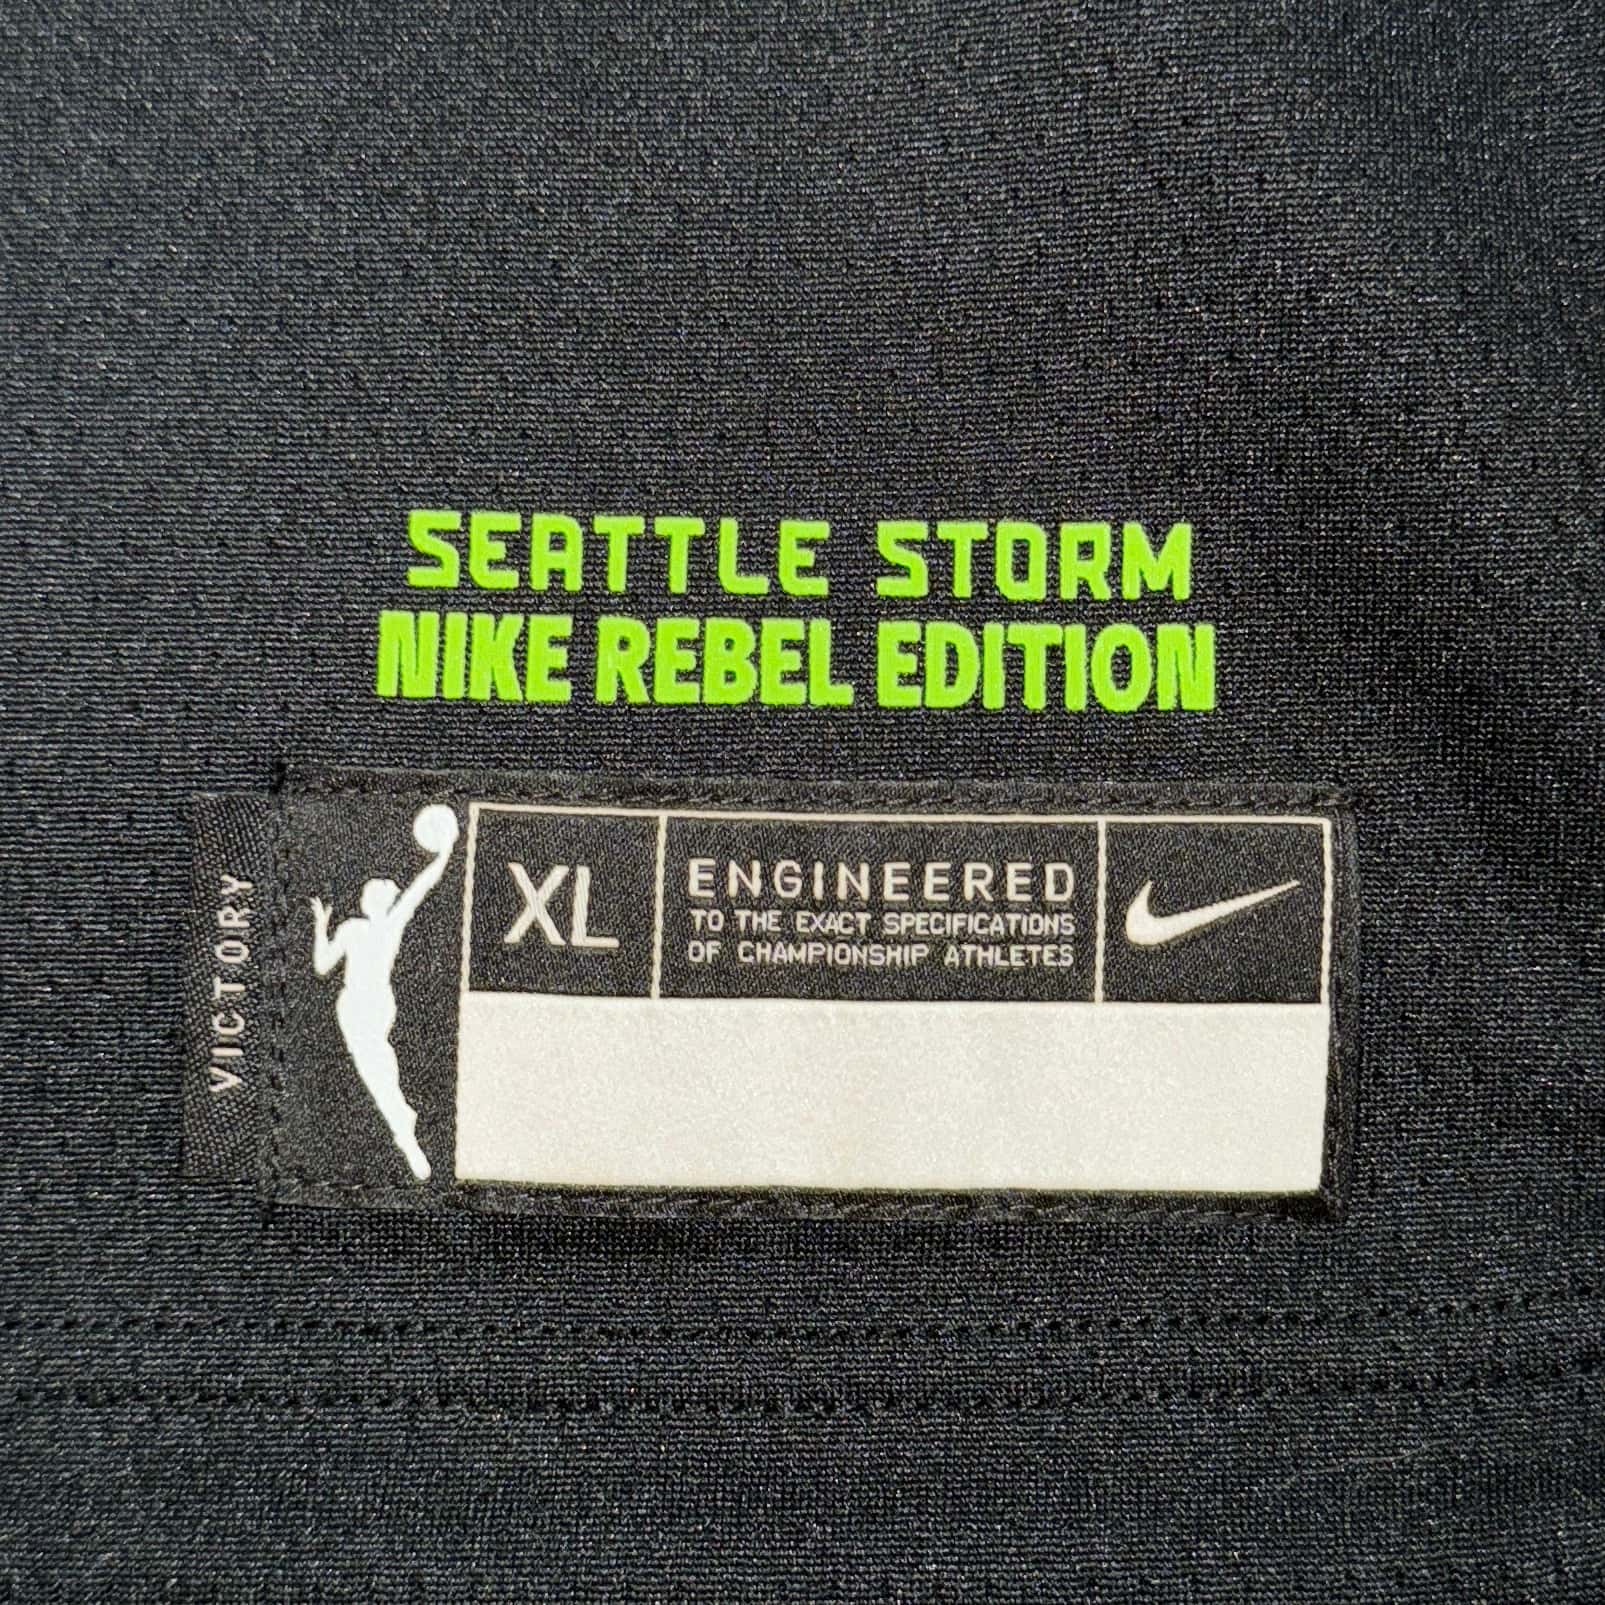 SEATTLE STORM
NIKE REBEL EDITION
VICTORY
XL
ENGINEERED
TO THE EXACT SPECIFICATIONS
OF CHAMPIONSHIP ATHLETES